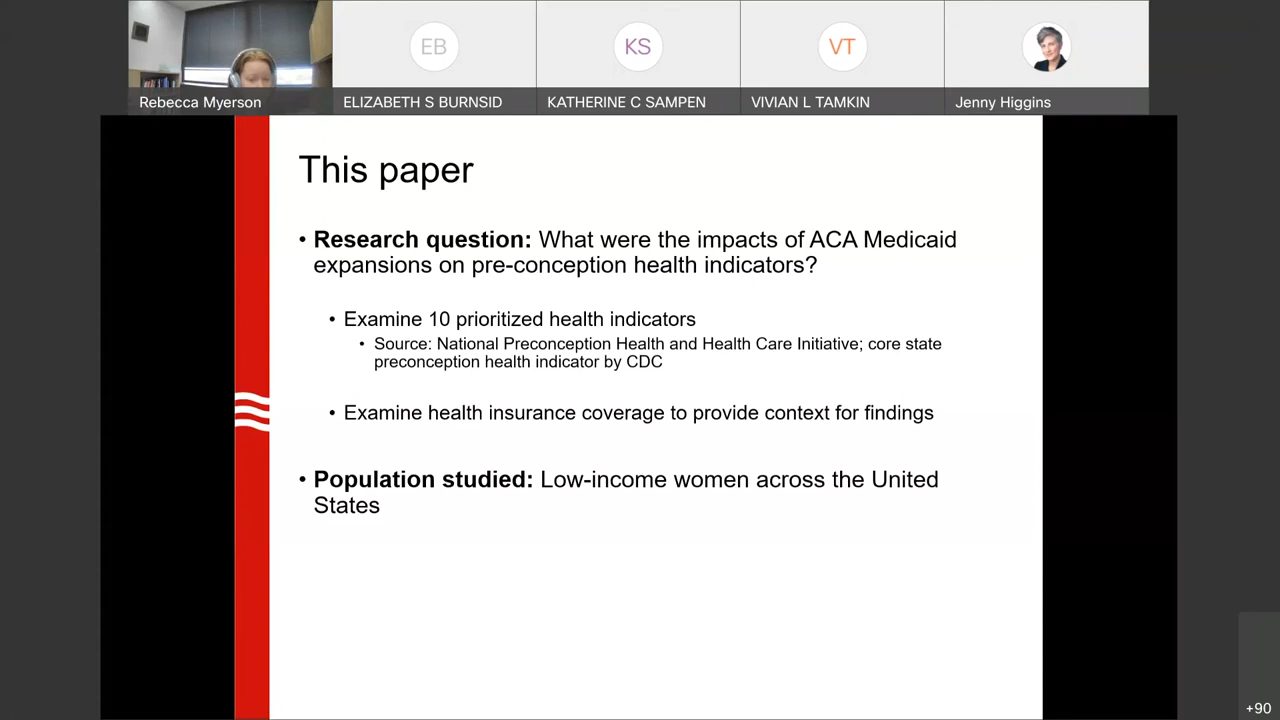 EB
KS
VT
Rebecca Myerson
ELIZABETH S BURNSID
KATHERINE C SAMPEN
VIVIAN L TAMKIN
Jenny Higgins
This paper
• Research question: What were the impacts of ACA Medicaid
expansions on pre-conception health indicators?
• Examine 10 prioritized health indicators
• Source: National Preconception Health and Health Care Initiative; core state
preconception health indicator by CDC
• Examine health insurance coverage to provide context for findings
• Population studied: Low-income women across the United
States
+90